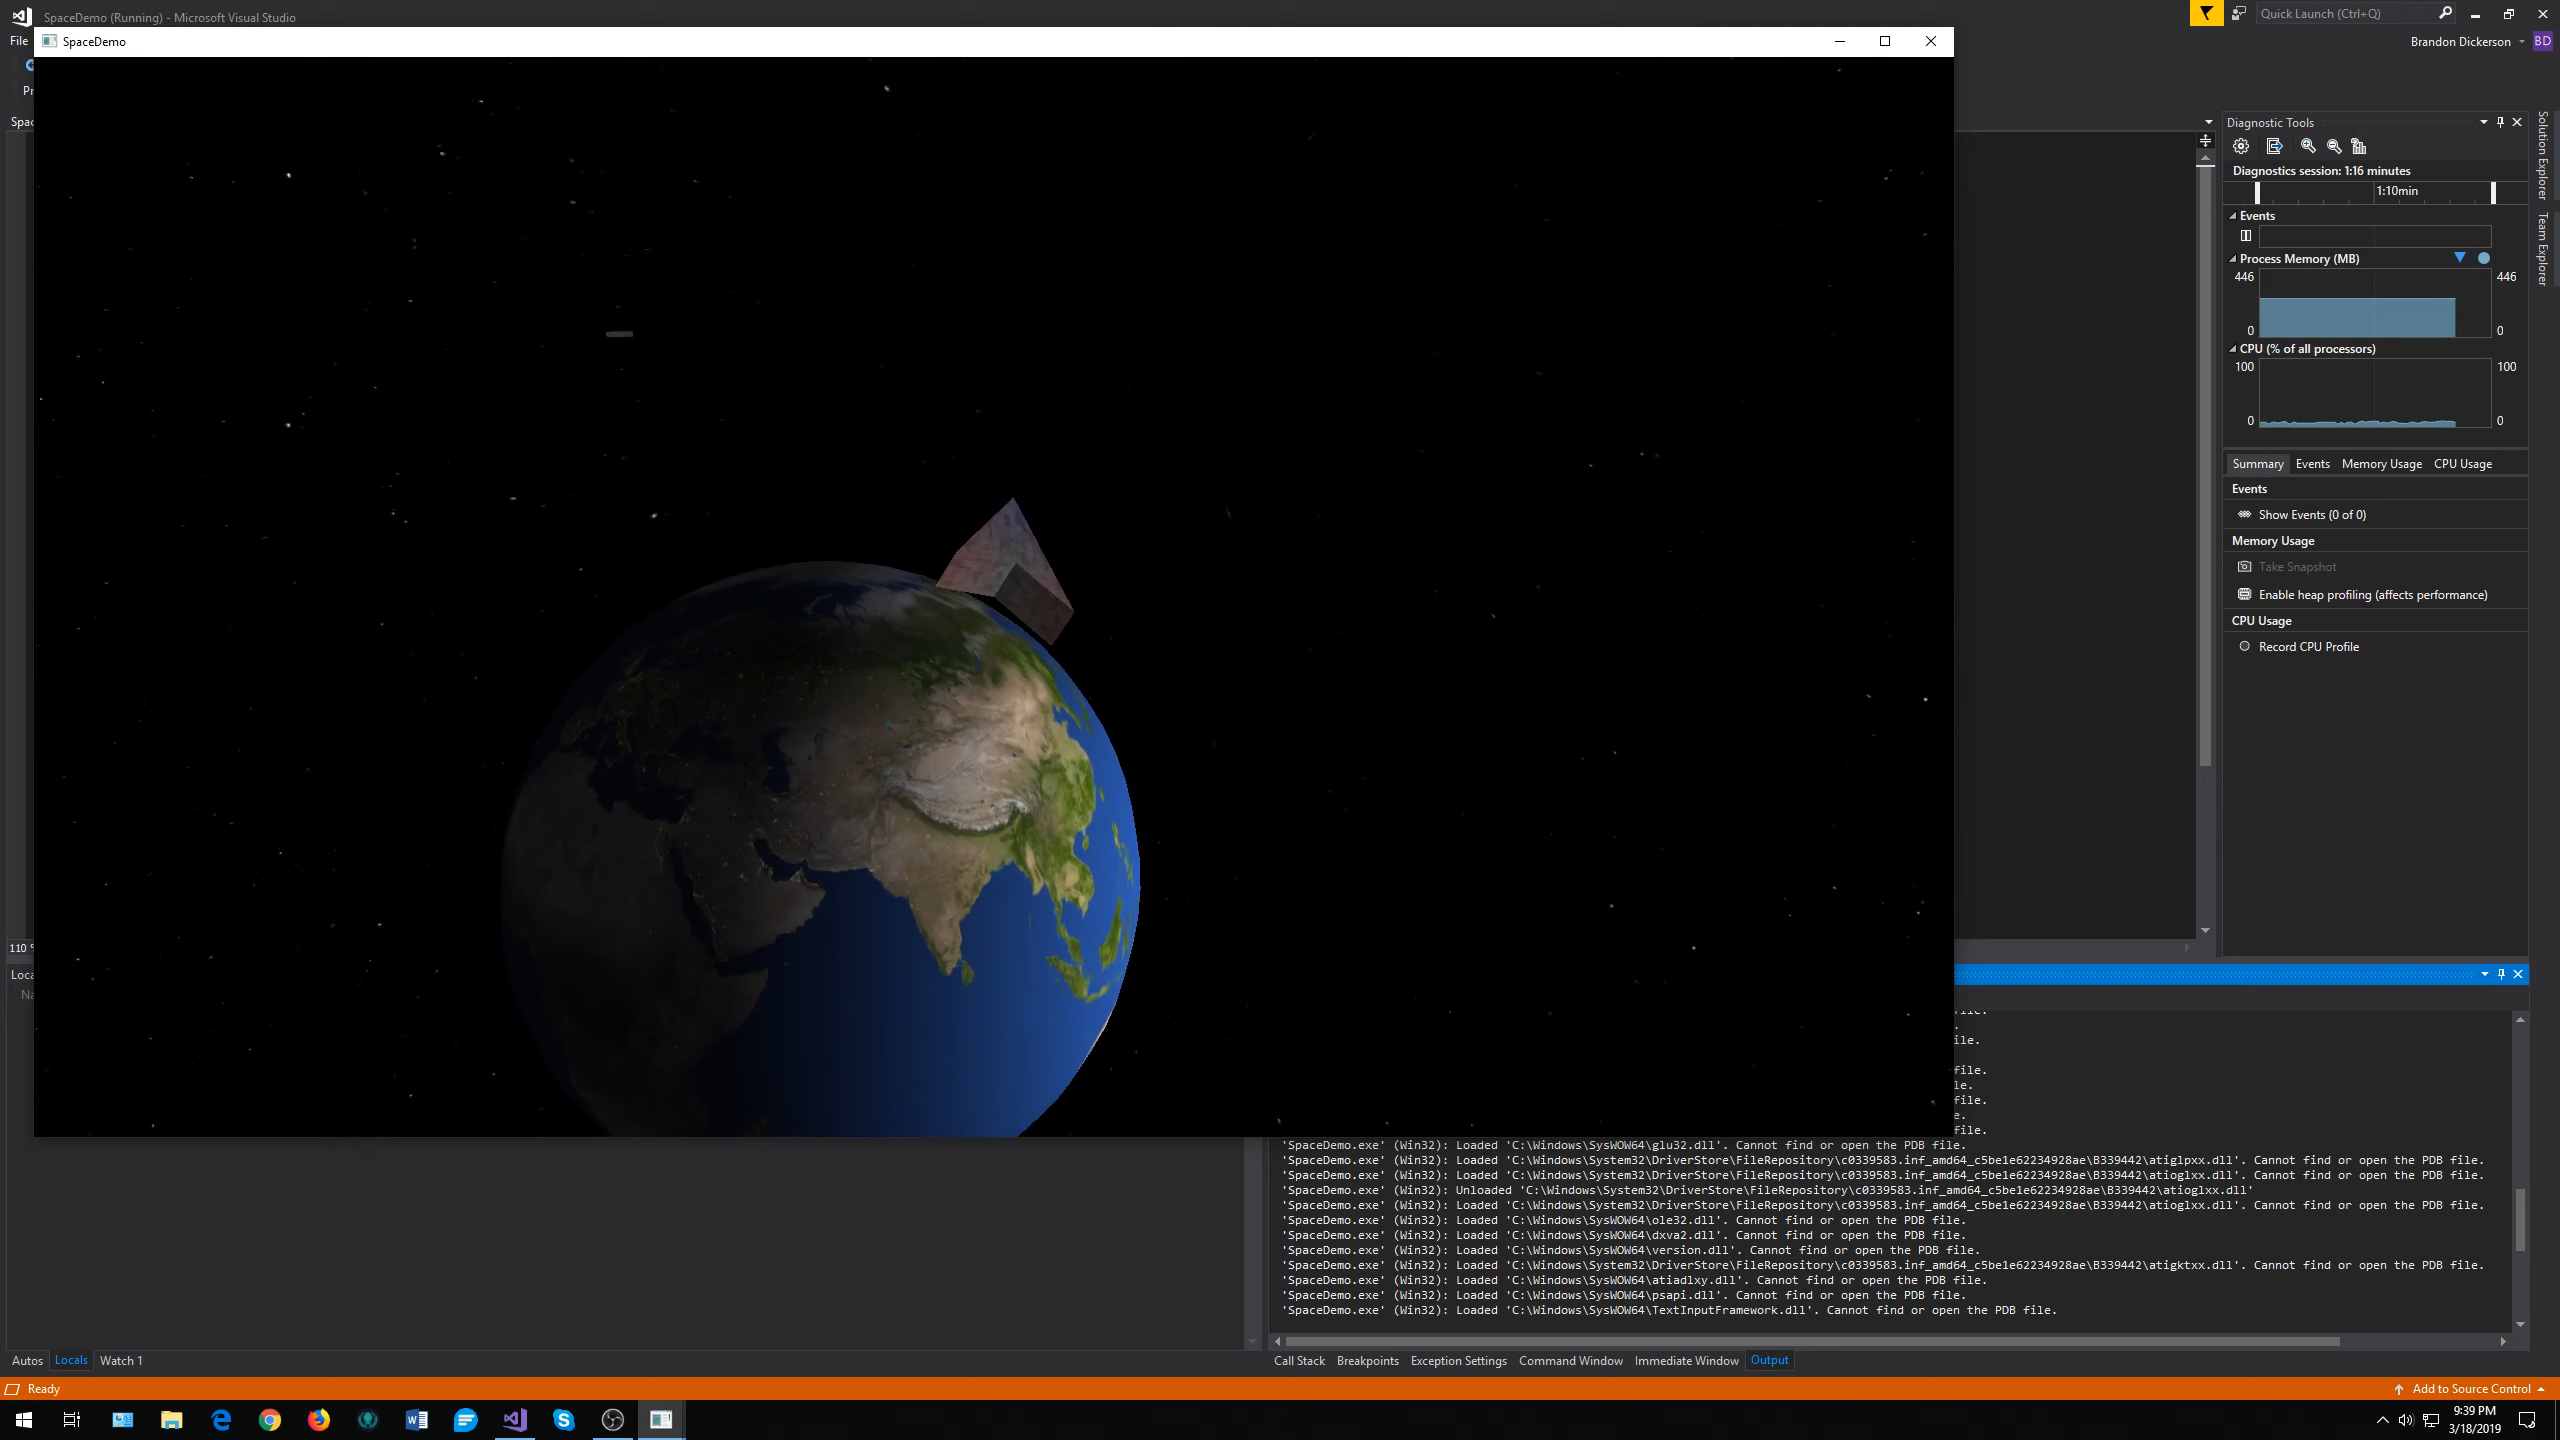 SpaceDemo (Running) - Microsoft Visual Studio
Quick Launch (Ctrl+Q)
File
Brandon Dickerson
BD
SpaceDemo
Diagnostic Tools
Diagnostics session: 1:16 minutes
1:10min
Events
Process Memory (MB)
446
446
0
0
CPU (% of all processors)
100
100
0
0
Summary
Events
Memory Usage
CPU Usage
Events
Show Events (0 of 0)
Memory Usage
Take Snapshot
Enable heap profiling (affects performance)
CPU Usage
Record CPU Profile
Solution Explorer
Team Explorer
110 %
ile.
file.
le.
file.
e.
file.
'SpaceDemo.exe' (Win32): Loaded 'C:\Windows\SysWOW64\glu32.dll'. Cannot find or open the PDB file.
'SpaceDemo.exe' (Win32): Loaded 'C:\Windows\System32\DriverStore\FileRepository\c0339583.inf_amd64_c5be1e62234928ae\B339442\atiglpxx.dll'. Cannot find or open the PDB file.
'SpaceDemo.exe' (Win32): Loaded 'C:\Windows\System32\DriverStore\FileRepository\c0339583.inf_amd64_c5be1e62234928ae\B339442\atioglxx.dll'. Cannot find or open the PDB file.
'SpaceDemo.exe' (Win32): Unloaded 'C:\Windows\System32\DriverStore\FileRepository\c0339583.inf_amd64_c5be1e62234928ae\B339442\atioglxx.dll'
'SpaceDemo.exe' (Win32): Loaded 'C:\Windows\System32\DriverStore\FileRepository\c0339583.inf_amd64_c5be1e62234928ae\B339442\atioglxx.dll'. Cannot find or open the PDB file.
'SpaceDemo.exe' (Win32): Loaded 'C:\Windows\SysWOW64\ole32.dll'. Cannot find or open the PDB file.
'SpaceDemo.exe' (Win32): Loaded 'C:\Windows\SysWOW64\dxva2.dll'. Cannot find or open the PDB file.
'SpaceDemo.exe' (Win32): Loaded 'C:\Windows\SysWOW64\version.dll'. Cannot find or open the PDB file.
'SpaceDemo.exe' (Win32): Loaded 'C:\Windows\System32\DriverStore\FileRepository\c0339583.inf_amd64_c5be1e62234928ae\B339442\atigktxx.dll'. Cannot find or open the PDB file.
'SpaceDemo.exe' (Win32): Loaded 'C:\Windows\SysWOW64\atiadlxy.dll'. Cannot find or open the PDB file.
'SpaceDemo.exe' (Win32): Loaded 'C:\Windows\SysWOW64\psapi.dll'. Cannot find or open the PDB file.
'SpaceDemo.exe' (Win32): Loaded 'C:\Windows\SysWOW64\TextInputFramework.dll'. Cannot find or open the PDB file.
Autos
Locals
Watch 1
Call Stack
Breakpoints
Exception Settings
Command Window
Immediate Window
Output
Ready
Add to Source Control
9:39 PM
3/18/2019